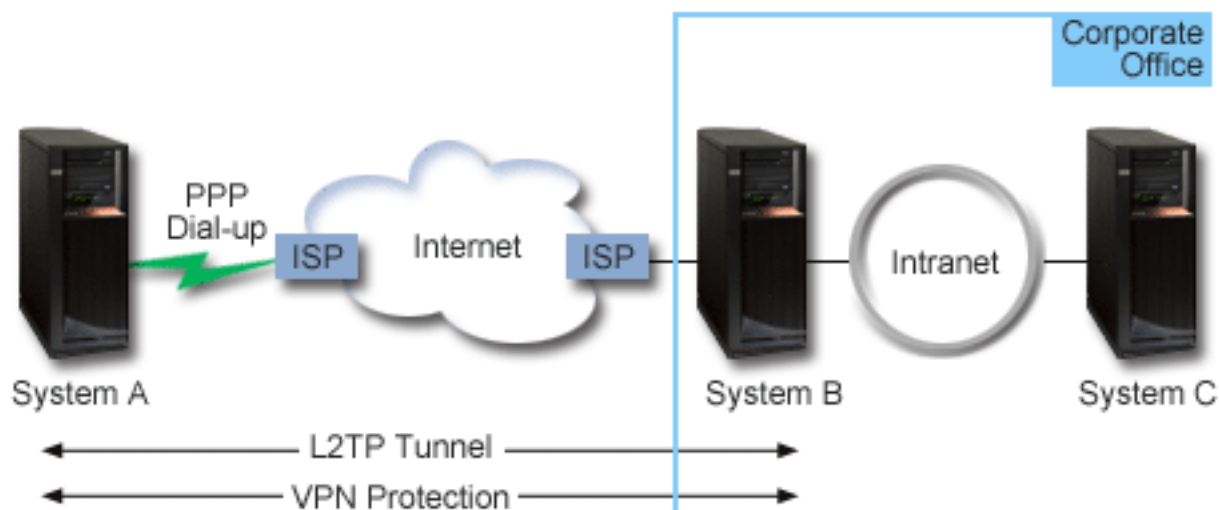 Corporate
Office
PPP
Dial-up
ISP
Internet
ISP
Intranet
System A
System B
System C
L2TP Tunnel
VPN Protection